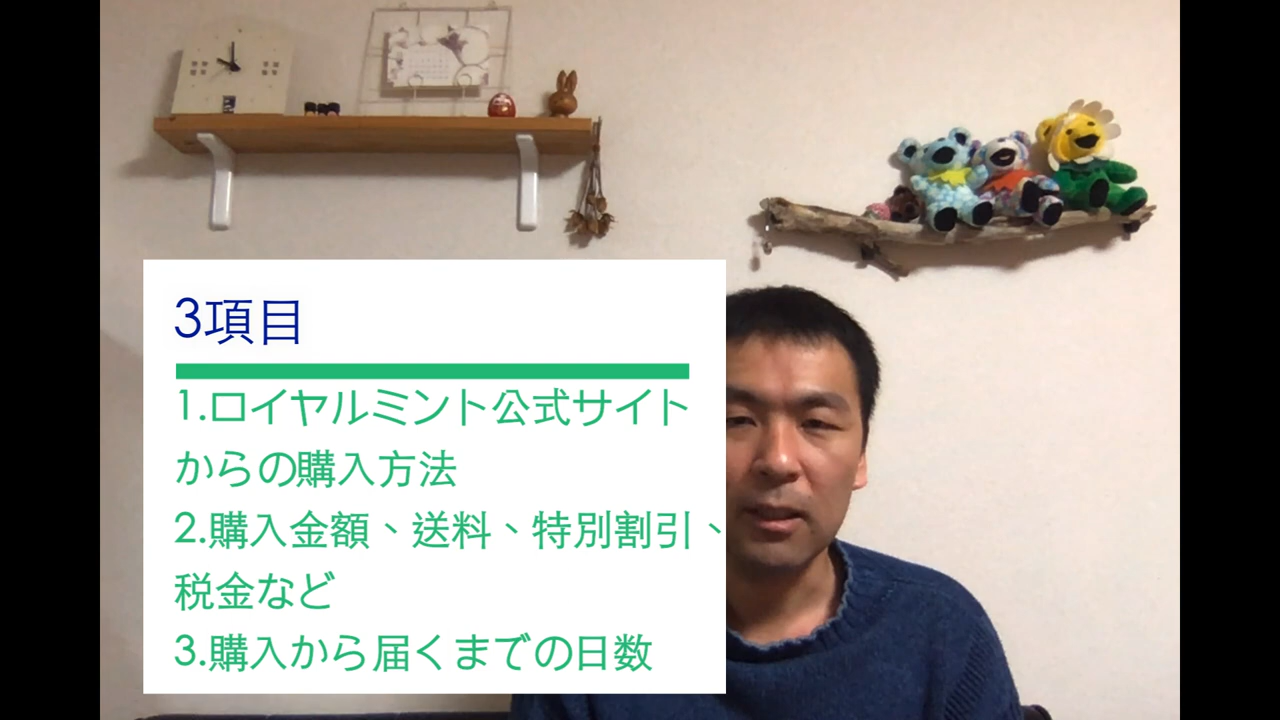 3項目
1.ロイヤルミント公式サイト
からの購入方法
2.購入金額、送料、特別割引、
税金など
3.購入から届くまでの日数